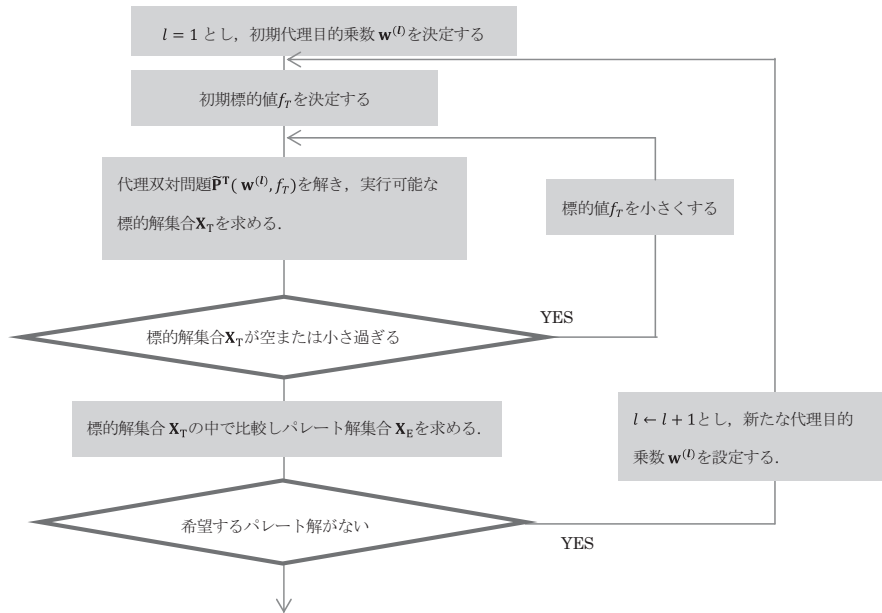 l = 1 とし，初期代理目的乗数 w⁽ˡ⁾を決定する
初期標的値f_Tを決定する
代理双対問題P̃ᵀ( w⁽ˡ⁾, f_T)を解き，実行可能な
標的解集合X_Tを求める．
標的値f_Tを小さくする
標的解集合X_Tが空または小さ過ぎる
YES
標的解集合 X_Tの中で比較しパレート解集合 X_Eを求める．
l ← l + 1とし，新たな代理目的
乗数 w⁽ˡ⁾を設定する．
希望するパレート解がない
YES